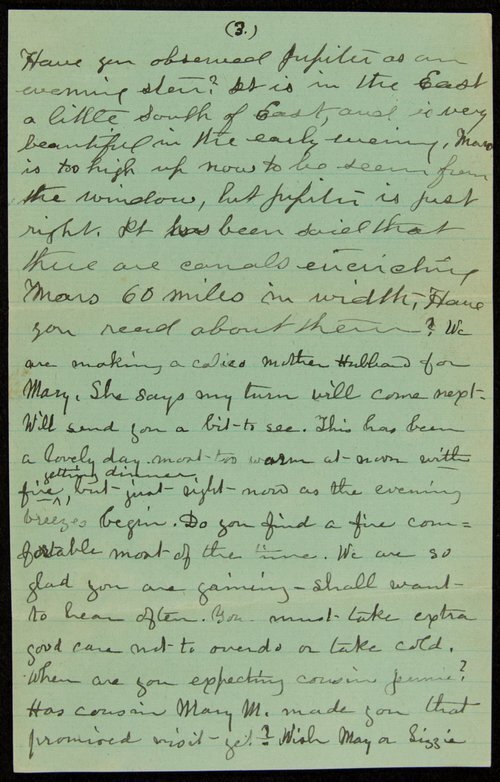 (3.)
Have you observed Jupiter as an
evening star? It is in the East
a little South of East, and is very
beautiful in the early evening, Mars
is too high up now to be seen from
the window, but Jupiter is just
right. It has been said that
there are canals encircling
Mars 60 miles in width, Have
you read about them? We
are making a calico Mother Hubbard for
Mary. She says my turn will come next-
Will send you a bit to see. This has been
a lovely day most too warm at noon with
getting dinner
fire, but just right now as the evening
breezes begin. Do you find a fire com=
fortable most of the time. We are so
glad you are gaining - shall want
to hear often. You must take extra
good care not to overdo or take cold.
When are you expecting cousin Jennie?
Has cousin Mary M. made you that
promised visit yet? Wish May or Lizzie